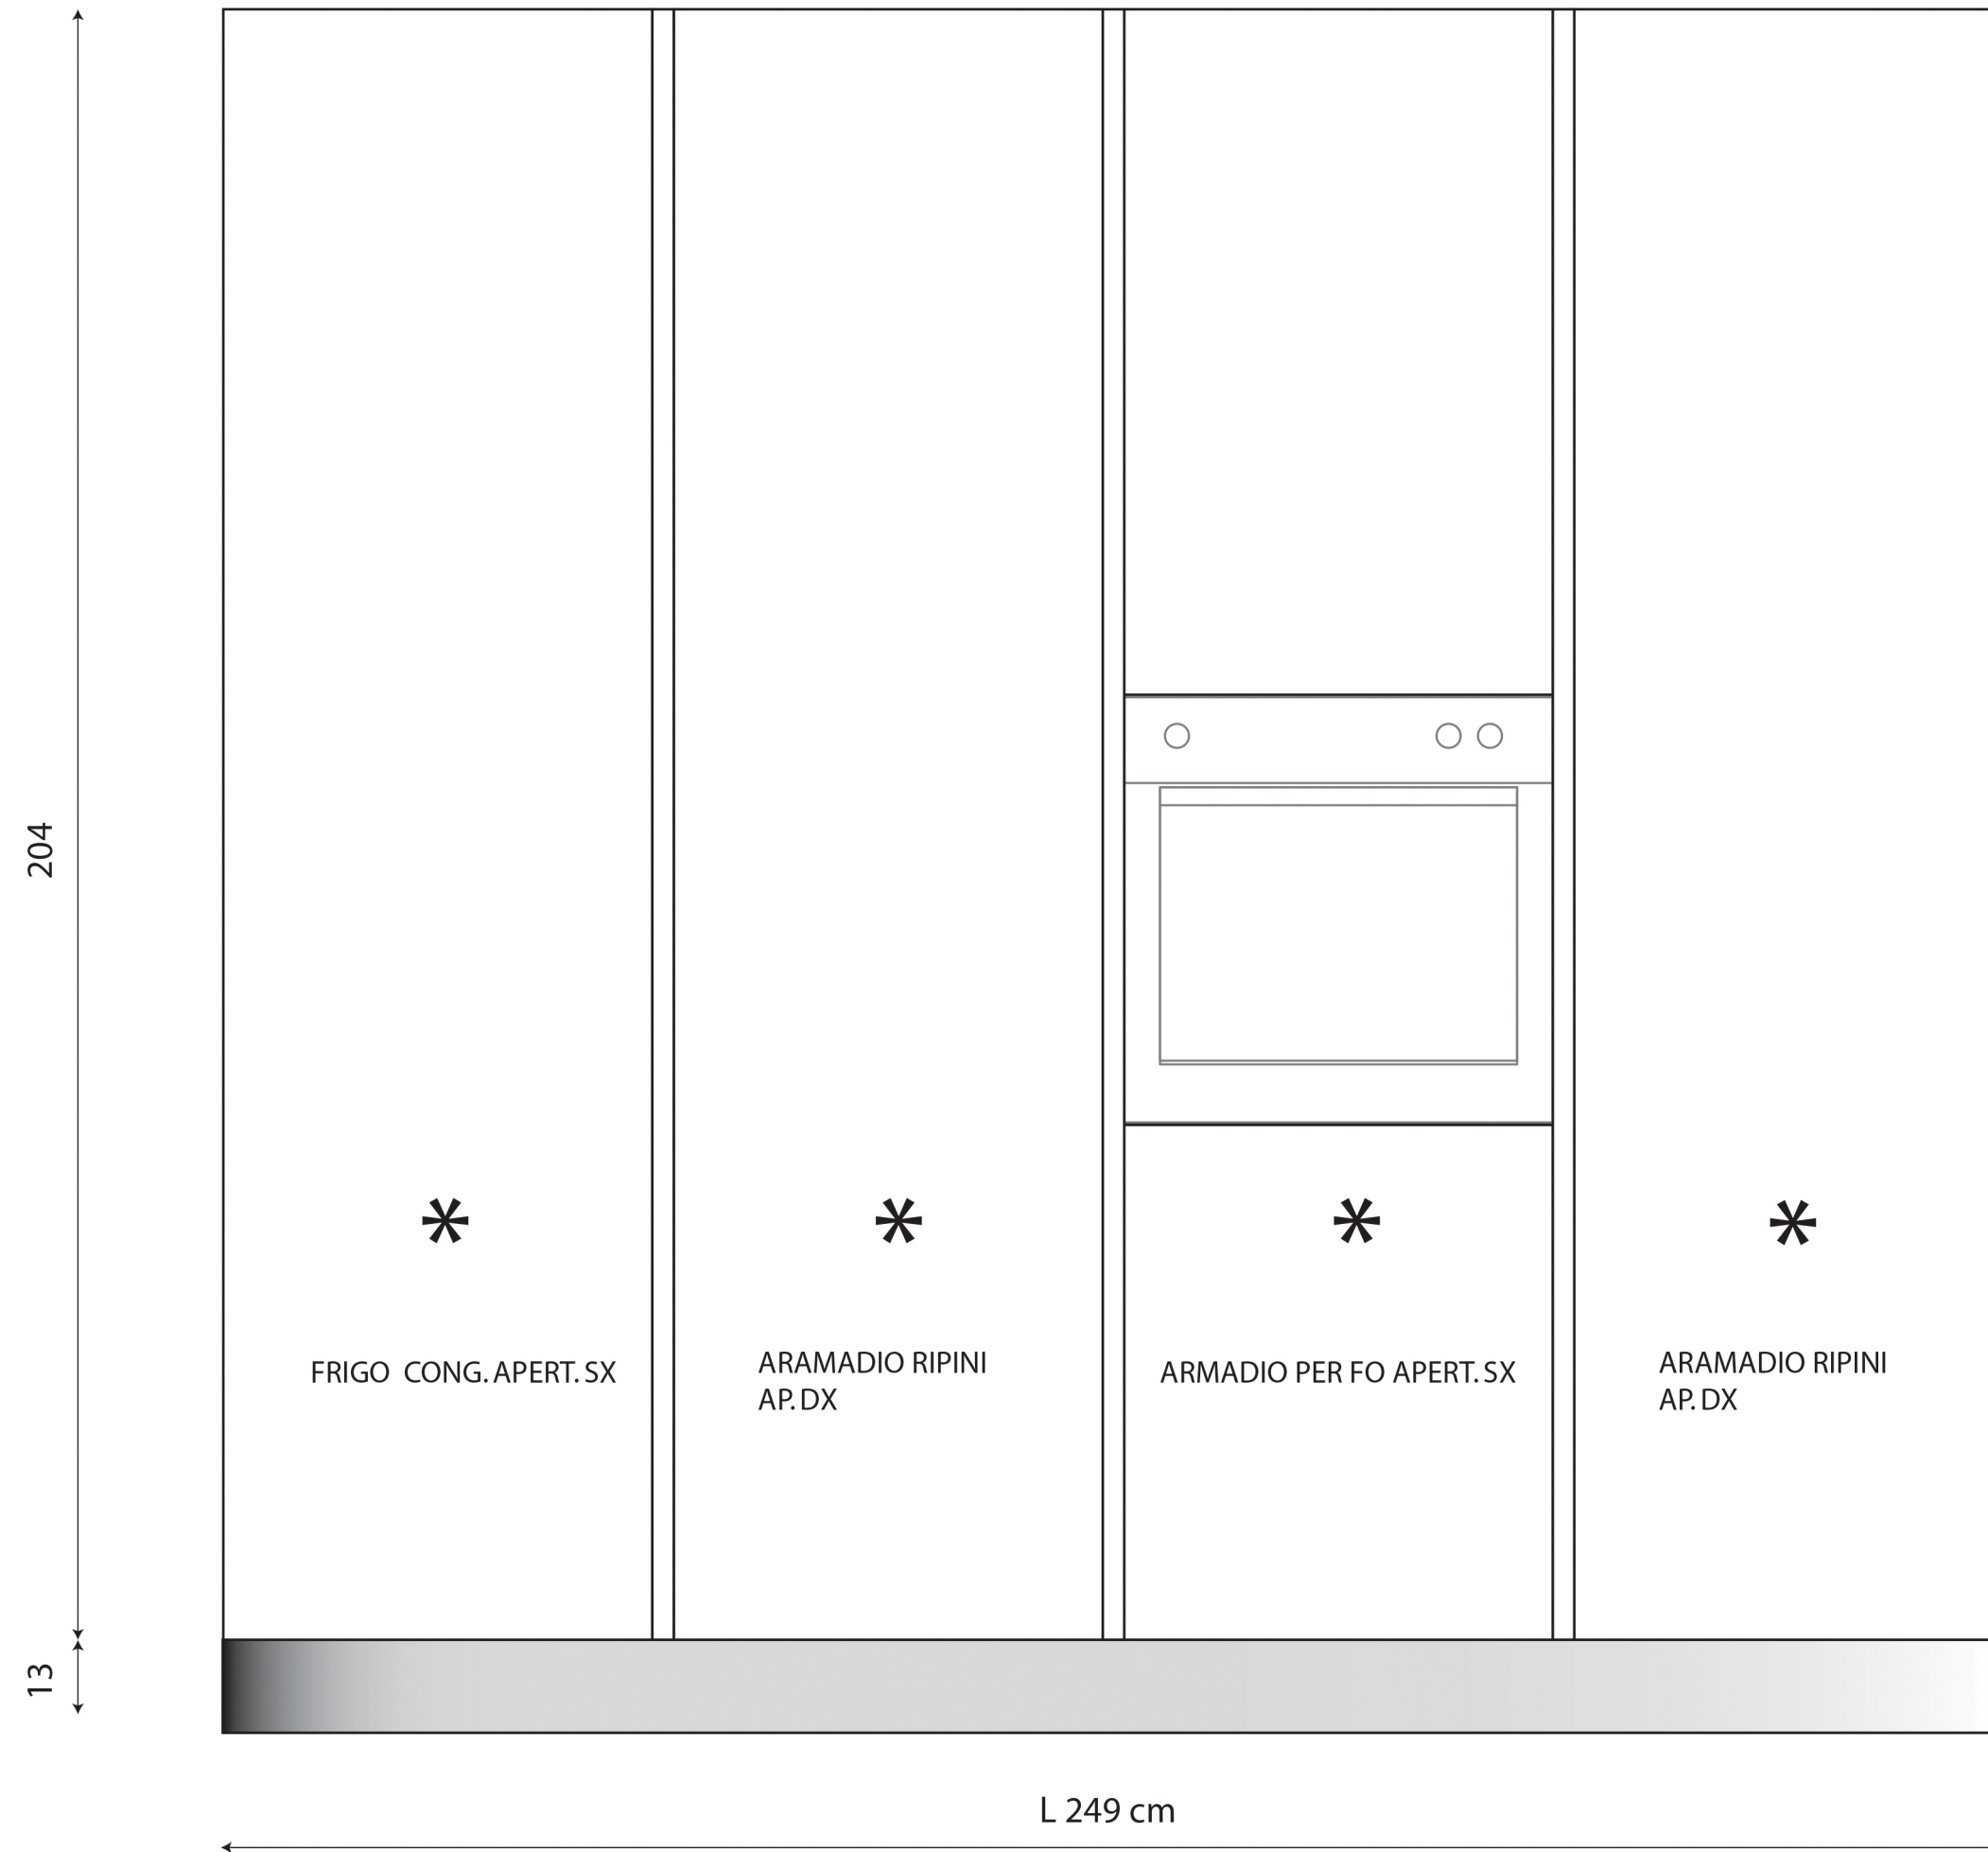 204
*
*
*
*
FRIGO  CONG. APERT. SX
ARAMADIO RIPINI
AP. DX
ARMADIO PER FO APERT. SX
ARAMADIO RIPINI
AP. DX
13
L 249 cm